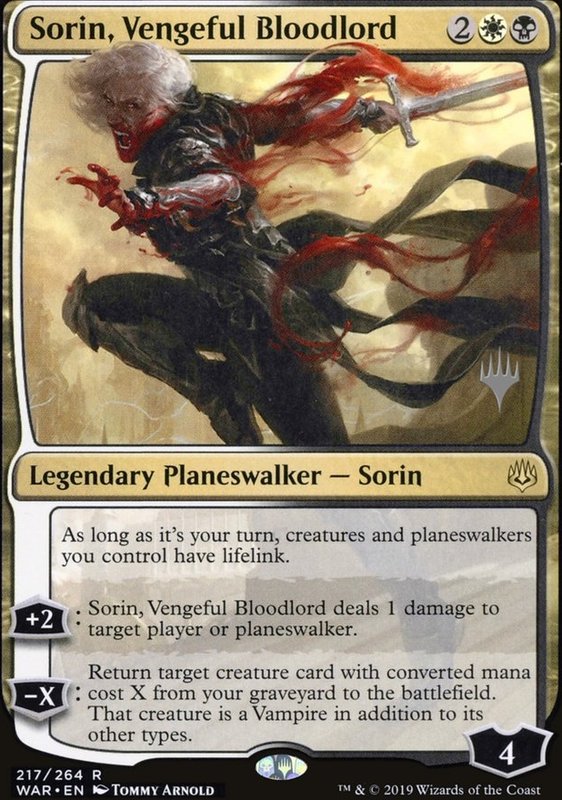 Sorin, Vengeful Bloodlord 2
Legendary Planeswalker — Sorin
As long as it's your turn, creatures and planeswalkers
you control have lifelink.
+2: Sorin, Vengeful Bloodlord deals 1 damage to
target player or planeswalker.
Return target creature card with converted mana
−X: cost X from your graveyard to the battlefield.
That creature is a Vampire in addition to its
other types.
4
217/264 R
WAR • EN Tommy Arnold
™ & © 2019 Wizards of the Coast